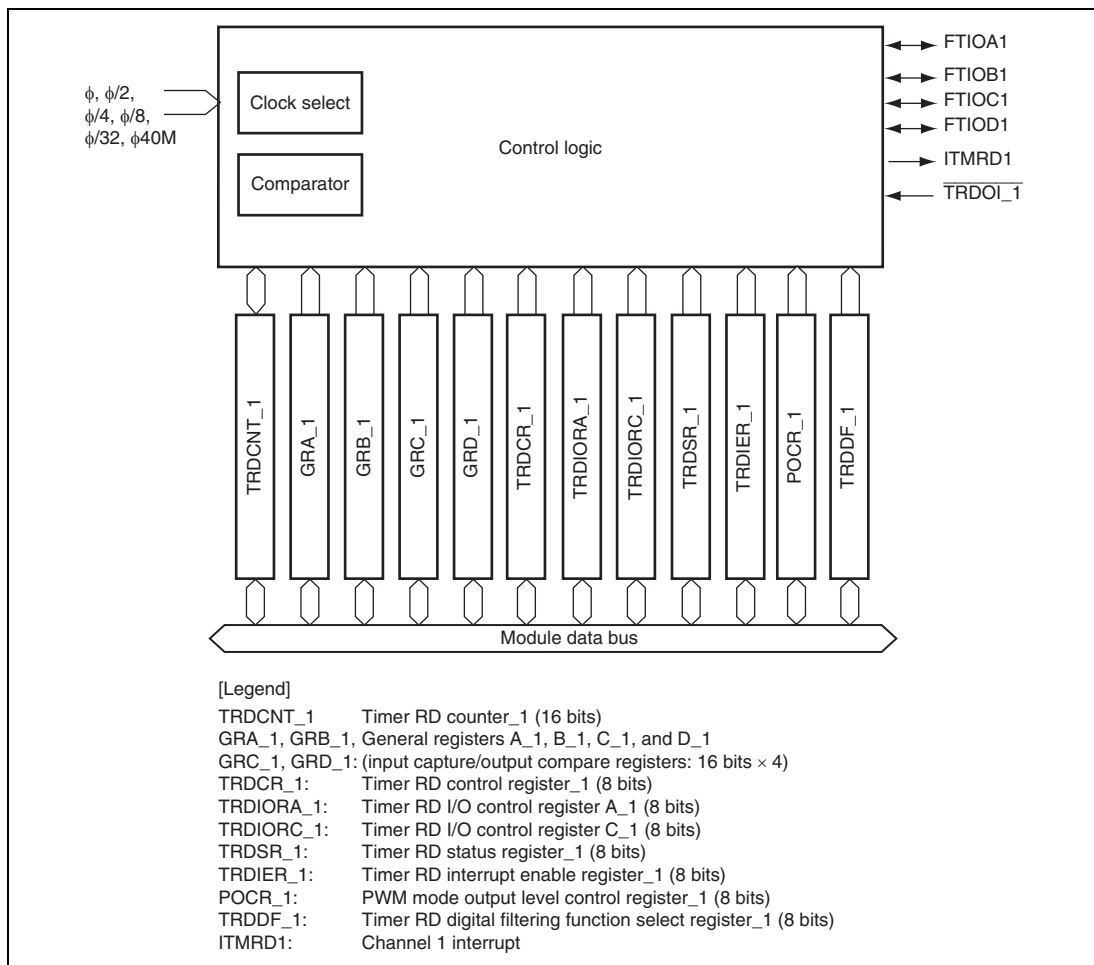 φ, φ/2,
φ/4, φ/8,
φ/32, φ40M
Clock select
Comparator
Control logic
FTIOA1
FTIOB1
FTIOC1
FTIOD1
ITMRD1
TRDOI_1
TRDCNT_1
GRA_1
GRB_1
GRC_1
GRD_1
TRDCR_1
TRDIORA_1
TRDIORC_1
TRDSR_1
TRDIER_1
POCR_1
TRDDF_1
Module data bus
[Legend]
TRDCNT_1 Timer RD counter_1 (16 bits)
GRA_1, GRB_1, General registers A_1, B_1, C_1, and D_1
GRC_1, GRD_1: (input capture/output compare registers: 16 bits × 4)
TRDCR_1: Timer RD control register_1 (8 bits)
TRDIORA_1: Timer RD I/O control register A_1 (8 bits)
TRDIORC_1: Timer RD I/O control register C_1 (8 bits)
TRDSR_1: Timer RD status register_1 (8 bits)
TRDIER_1: Timer RD interrupt enable register_1 (8 bits)
POCR_1: PWM mode output level control register_1 (8 bits)
TRDDF_1: Timer RD digital filtering function select register_1 (8 bits)
ITMRD1: Channel 1 interrupt